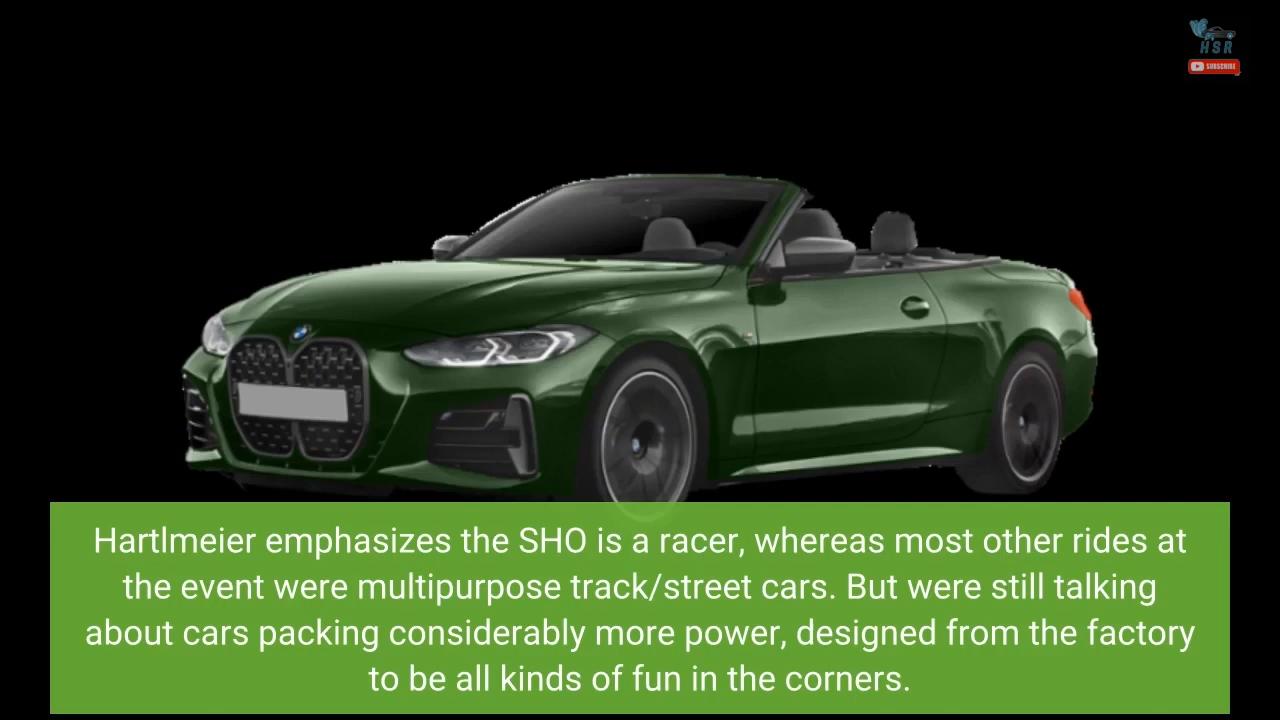 HSR
SUBSCRIBE
Hartlmeier emphasizes the SHO is a racer, whereas most other rides at
the event were multipurpose track/street cars. But were still talking
about cars packing considerably more power, designed from the factory
to be all kinds of fun in the corners.